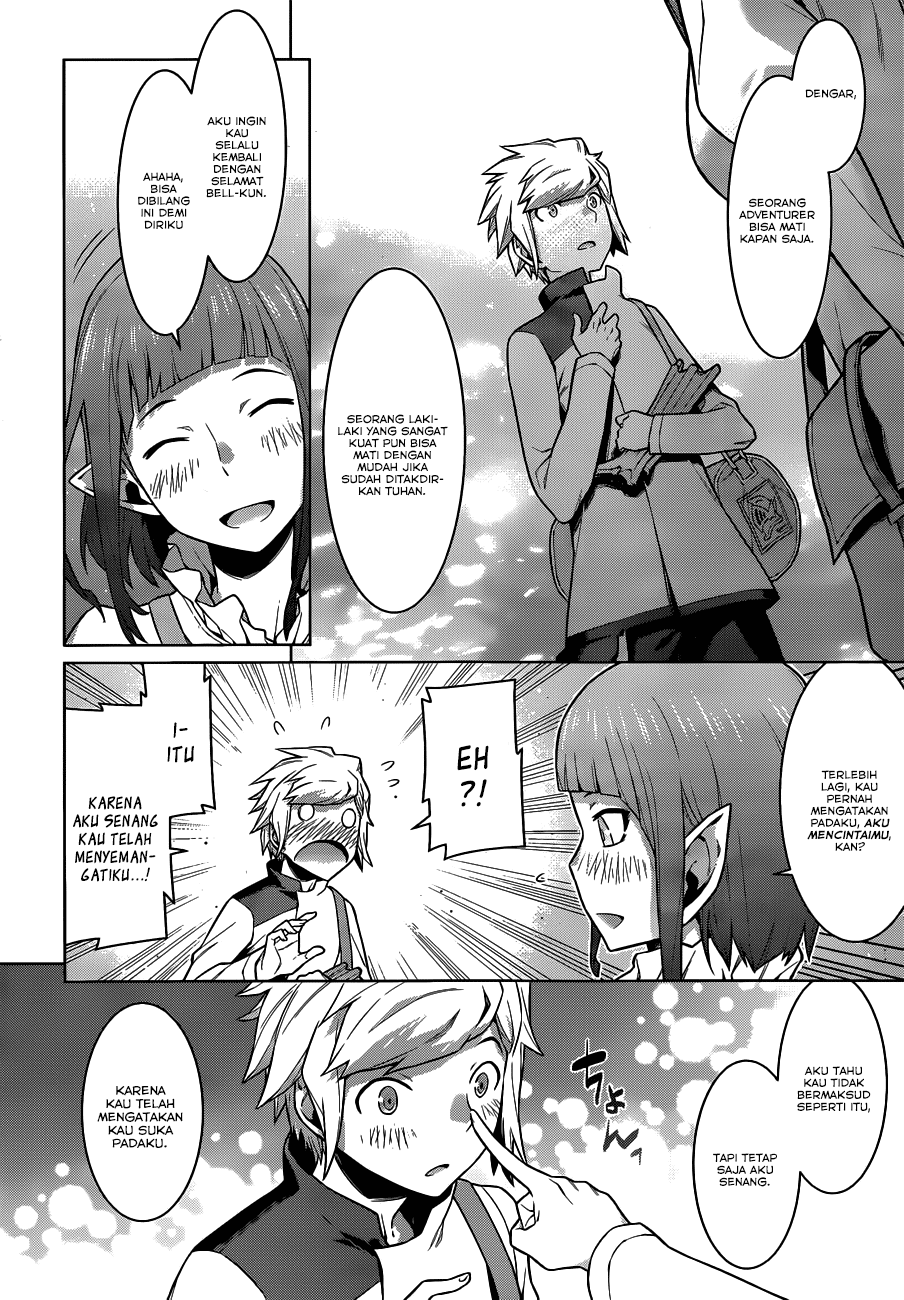 DENGAR,
SEORANG
ADVENTURER
BISA MATI
KAPAN SAJA.
SEORANG LAKI-
LAKI YANG SANGAT
KUAT PUN BISA
MATI DENGAN
MUDAH JIKA
SUDAH DITAKDIR-
KAN TUHAN.
AKU INGIN
KAU
SELALU
KEMBALI
DENGAN
SELAMAT
BELL-KUN.
AHAHA,
BISA
DIBILANG
INI DEMI
DIRIKU
TERLEBIH
LAGI, KAU
PERNAH
MENGATAKAN
PADAKU, AKU
MENCINTAIMU,
KAN?
EH
?!
I-
ITU
KARENA
AKU SENANG
KAU TELAH
MENYEMAN-
GATIKU...!
AKU TAHU
KAU TIDAK
BERMAKSUD
SEPERTI ITU,
TAPI TETAP
SAJA AKU
SENANG.
ちょん
KARENA
KAU TELAH
MENGATAKAN
KAU SUKA
PADAKU.